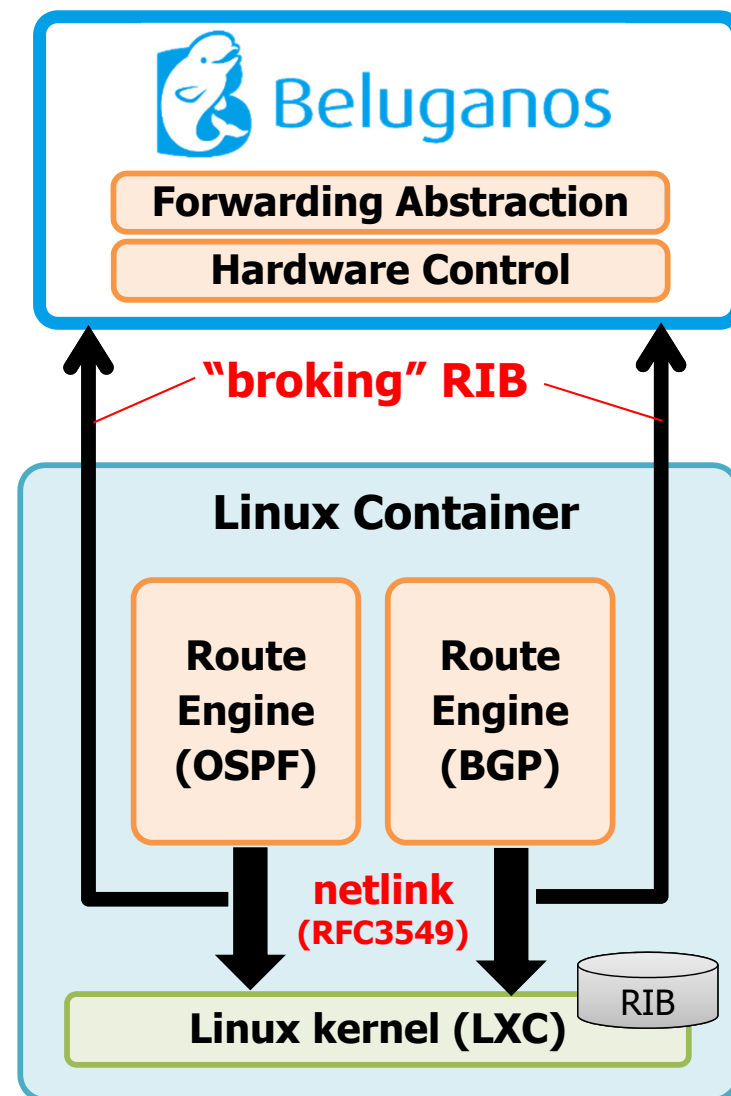 Beluganos
Forwarding Abstraction
Hardware Control
“broking” RIB
Linux Container
Route
Engine
(OSPF)
Route
Engine
(BGP)
netlink
(RFC3549)
RIB
Linux kernel (LXC)